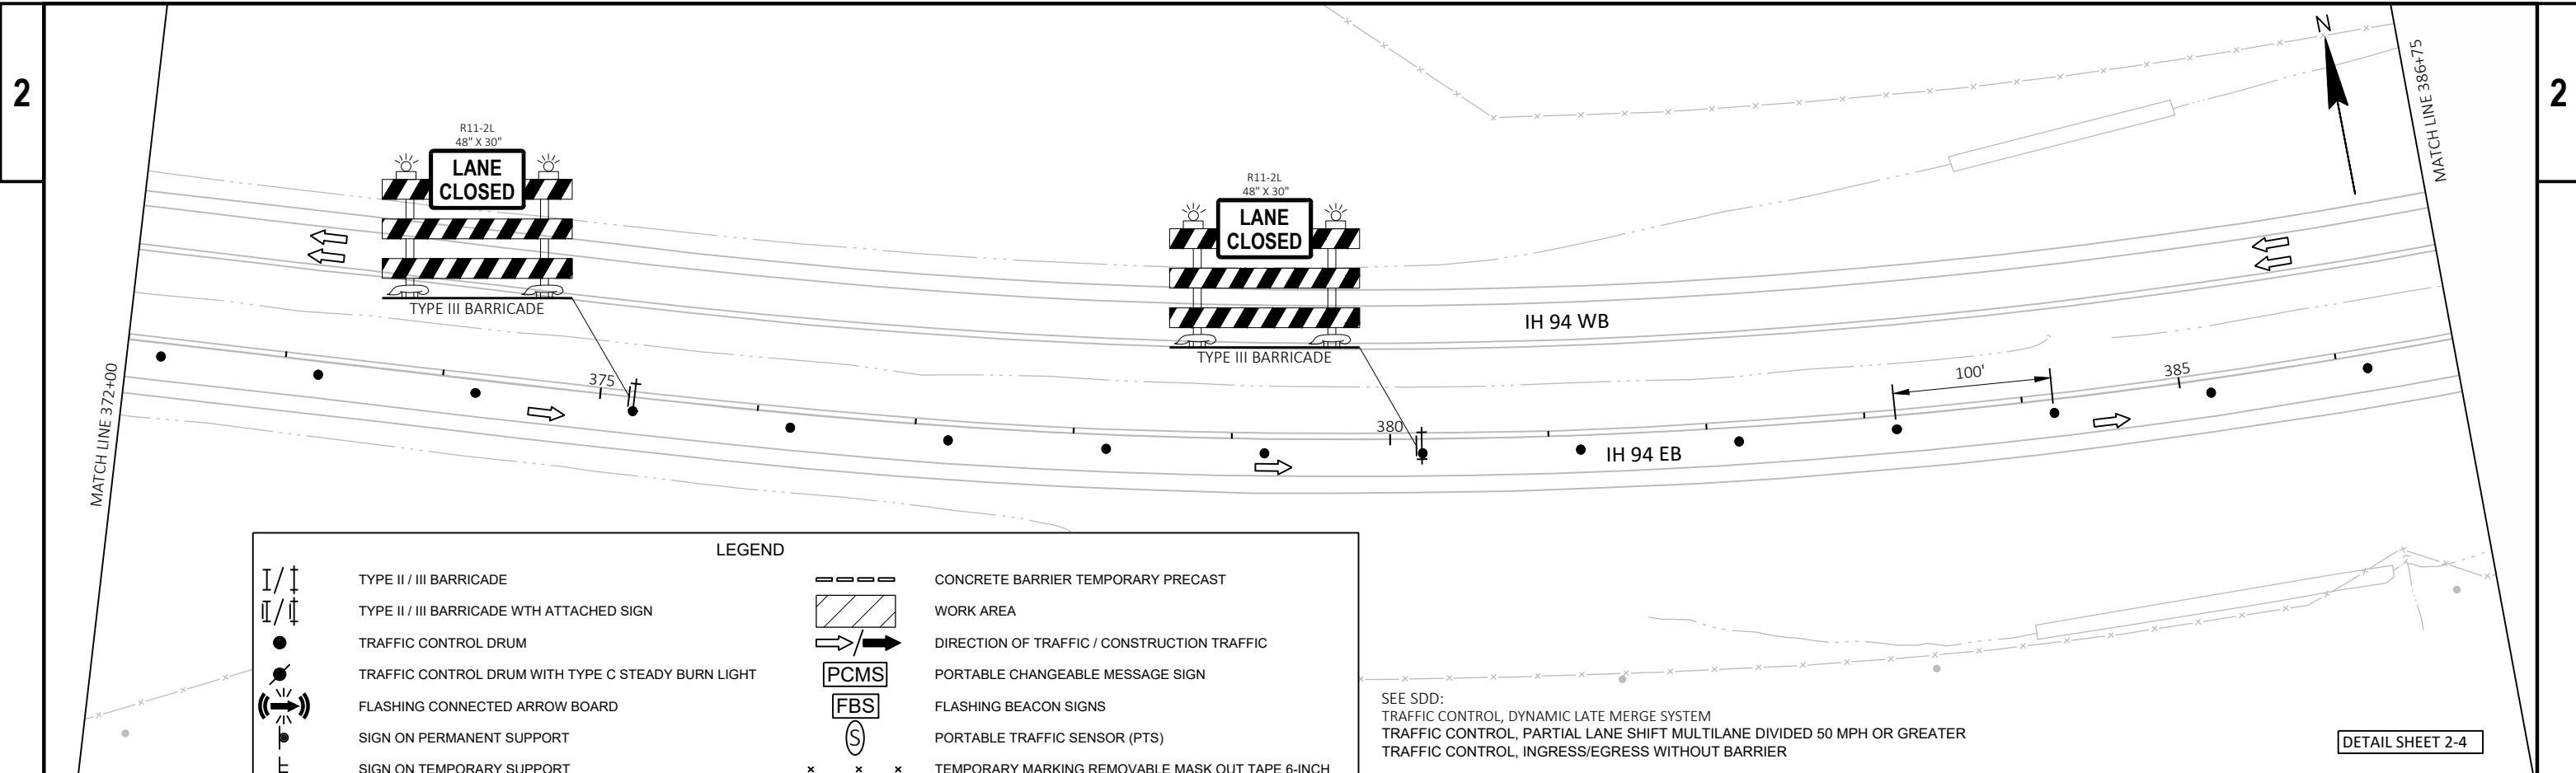 2
2
N
MATCH LINE 386+75
R11-2L
48" X 30"
LANE
CLOSED
TYPE III BARRICADE
R11-2L
48" X 30"
LANE
CLOSED
TYPE III BARRICADE
IH 94 WB
MATCH LINE 372+00
375
380
100'
385
IH 94 EB
LEGEND
TYPE II / III BARRICADE
TYPE II / III BARRICADE WTH ATTACHED SIGN
TRAFFIC CONTROL DRUM
TRAFFIC CONTROL DRUM WITH TYPE C STEADY BURN LIGHT
FLASHING CONNECTED ARROW BOARD
SIGN ON PERMANENT SUPPORT
SIGN ON TEMPORARY SUPPORT
CONCRETE BARRIER TEMPORARY PRECAST
WORK AREA
DIRECTION OF TRAFFIC / CONSTRUCTION TRAFFIC
PCMS PORTABLE CHANGEABLE MESSAGE SIGN
FBS FLASHING BEACON SIGNS
S PORTABLE TRAFFIC SENSOR (PTS)
TEMPORARY MARKING REMOVABLE MASK OUT TAPE 6-INCH
SEE SDD:
TRAFFIC CONTROL, DYNAMIC LATE MERGE SYSTEM
TRAFFIC CONTROL, PARTIAL LANE SHIFT MULTILANE DIVIDED 50 MPH OR GREATER
TRAFFIC CONTROL, INGRESS/EGRESS WITHOUT BARRIER
DETAIL SHEET 2-4